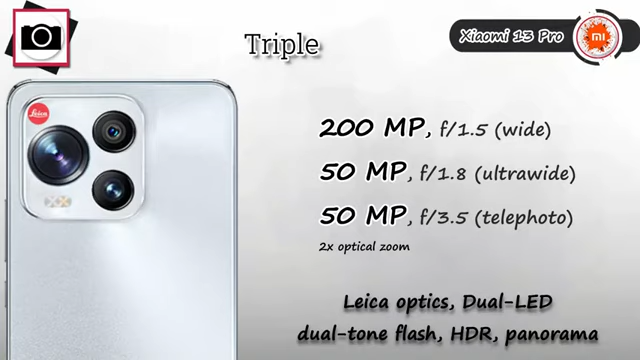 Triple
Xiaomi 13 Pro
mi
Leica
200 MP, f/1.5 (wide)
50 MP, f/1.8 (ultrawide)
50 MP, f/3.5 (telephoto)
2x optical zoom
Leica optics, Dual-LED
dual-tone flash, HDR, panorama